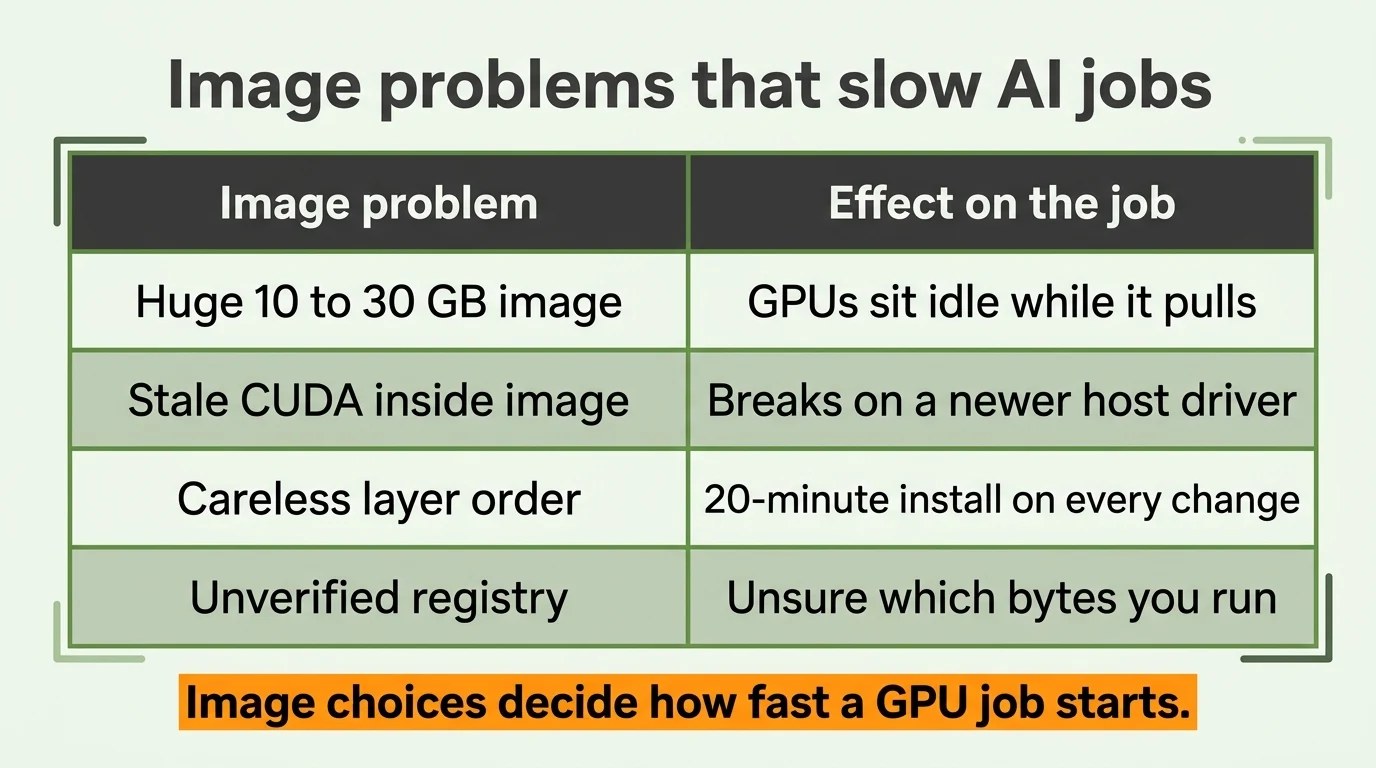 Image problems that slow AI jobs
Image problem
Effect on the job
Huge 10 to 30 GB image
GPUs sit idle while it pulls
Stale CUDA inside image
Breaks on a newer host driver
Careless layer order
20-minute install on every change
Unverified registry
Unsure which bytes you run
Image choices decide how fast a GPU job starts.